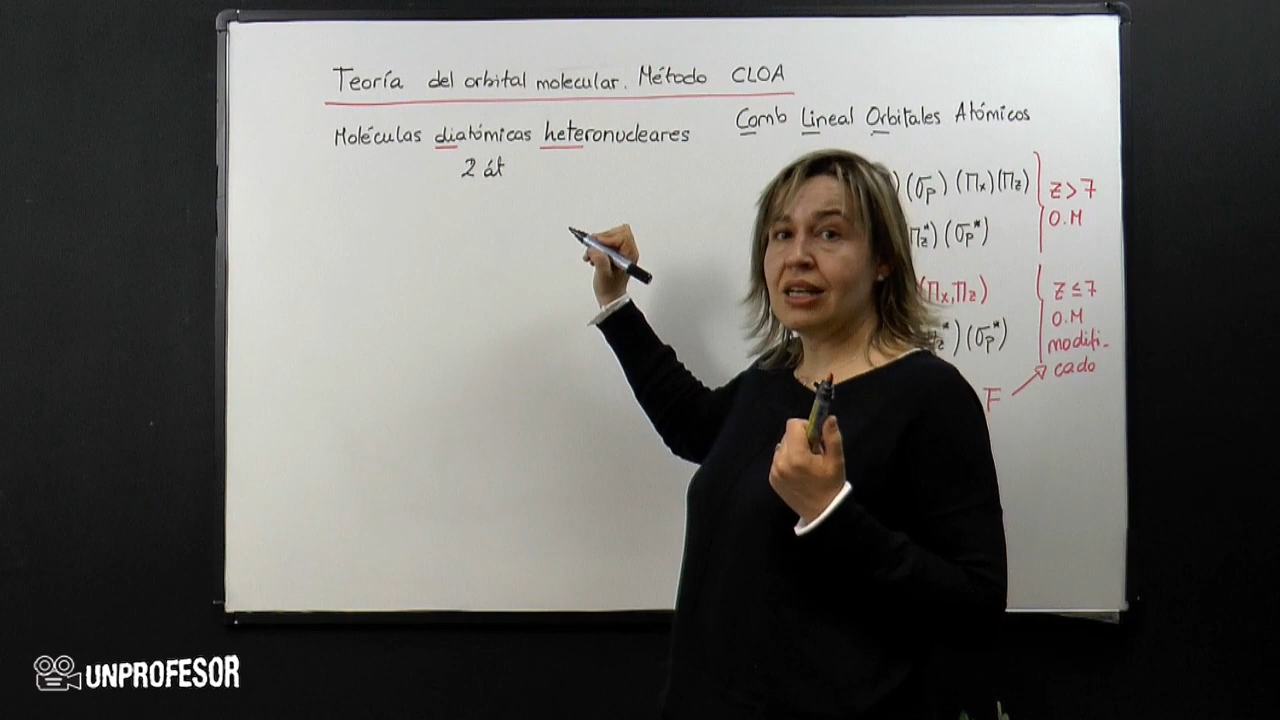 Teoría del orbital molecular. Método CLOA
Comb Lineal Orbitales Atómicos
Moléculas diatómicas heteronucleares
2 át
)(σp) (Πx)(Πz)
z*)(σp*)
Z > 7
O.M
(Πx,Πz)
z*)(σp*)
Z ≤ 7
O.M
modifi-
cado
F
UNPROFESOR